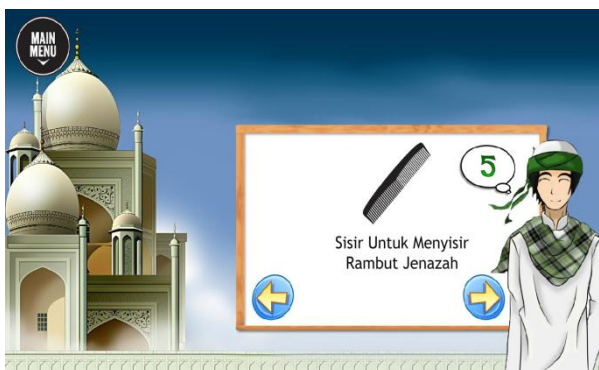 MAIN
MENU
5
Sisir Untuk Menyisir
Rambut Jenazah